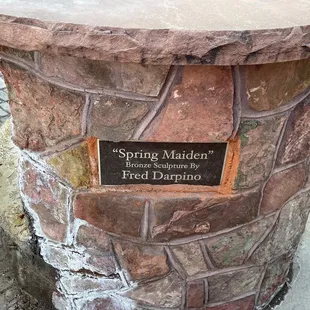 "Spring Maiden"
Bronze Sculpture By
Fred Darpino